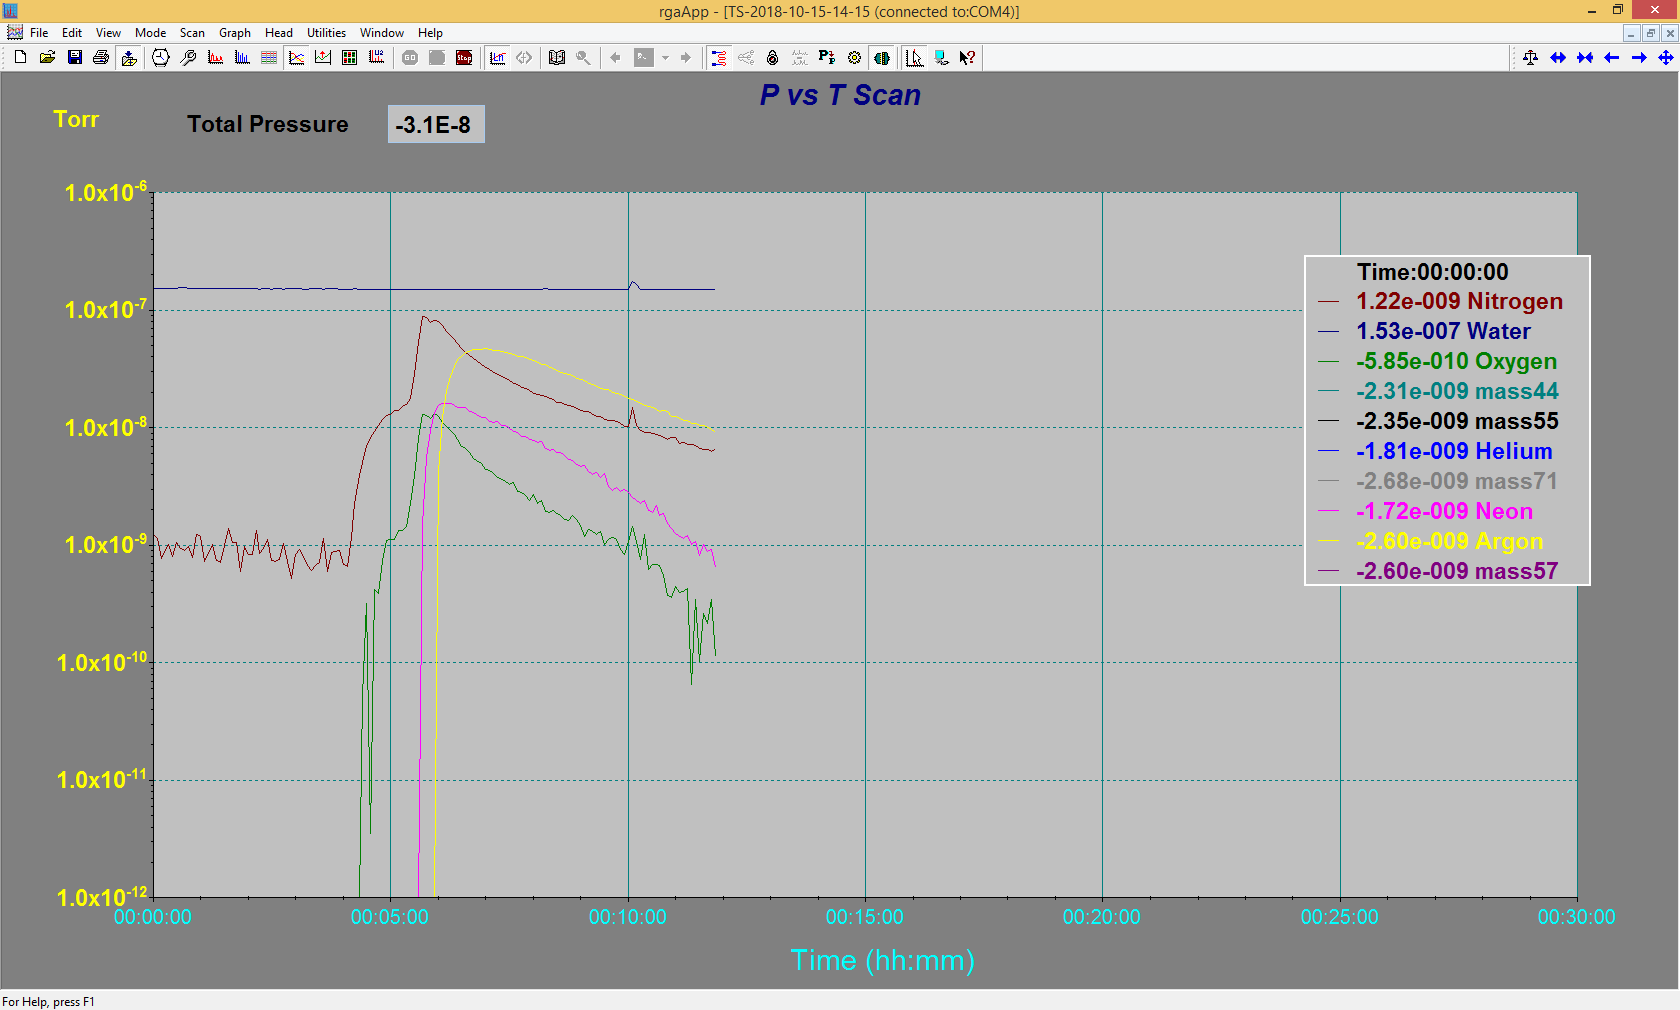 rgaApp - [TS-2018-10-15-14-15 (connected to:COM4)]
File Edit View Mode Scan Graph Head Utilities Window Help
GO Stop
P vs T Scan
Torr
Total Pressure -3.1E-8
1.0x10-6
1.0x10-7
1.0x10-8
1.0x10-9
1.0x10-10
1.0x10-11
1.0x10-12
Time:00:00:00
1.22e-009 Nitrogen
1.53e-007 Water
-5.85e-010 Oxygen
-2.31e-009 mass44
-2.35e-009 mass55
-1.81e-009 Helium
-2.68e-009 mass71
-1.72e-009 Neon
-2.60e-009 Argon
-2.60e-009 mass57
00:00:00 00:05:00 00:10:00 00:15:00 00:20:00 00:25:00 00:30:00
Time (hh:mm)
For Help, press F1